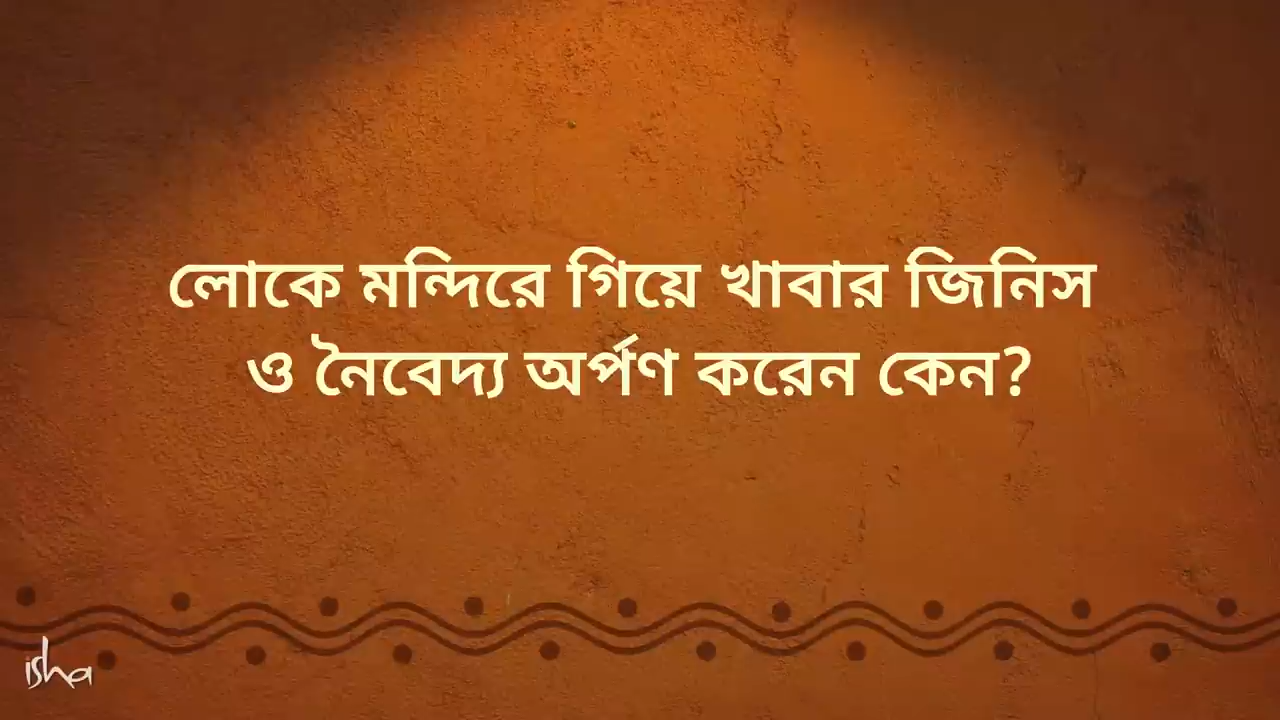 লোকে মন্দিরে গিয়ে খাবার জিনিস
ও নৈবেদ্য অর্পণ করেন কেন?
isha